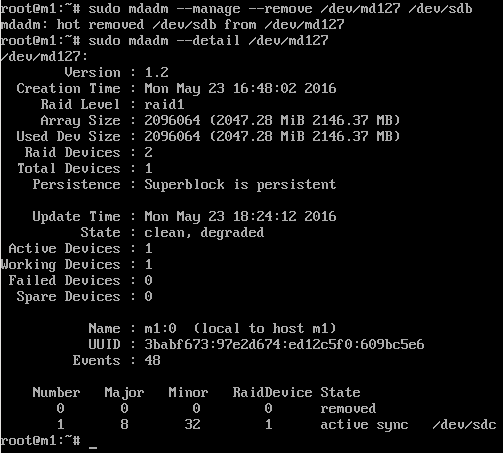 root@m1:~# sudo mdadm --manage --remove /dev/md127 /dev/sdb
mdadm: hot removed /dev/sdb from /dev/md127
root@m1:~# sudo mdadm --detail /dev/md127
/dev/md127:
Version : 1.2
Creation Time : Mon May 23 16:48:02 2016
Raid Level : raid1
Array Size : 2096064 (2047.28 MiB 2146.37 MB)
Used Dev Size : 2096064 (2047.28 MiB 2146.37 MB)
Raid Devices : 2
Total Devices : 1
Persistence : Superblock is persistent
Update Time : Mon May 23 18:24:12 2016
State : clean, degraded
Active Devices : 1
Working Devices : 1
Failed Devices : 0
Spare Devices : 0
Name : m1:0 (local to host m1)
UUID : 3babf673:97e2d674:ed12c5f0:609bc5e6
Events : 48
Number Major Minor RaidDevice State
0 0 0 0 removed
1 8 32 1 active sync /dev/sdc
root@m1:~# _